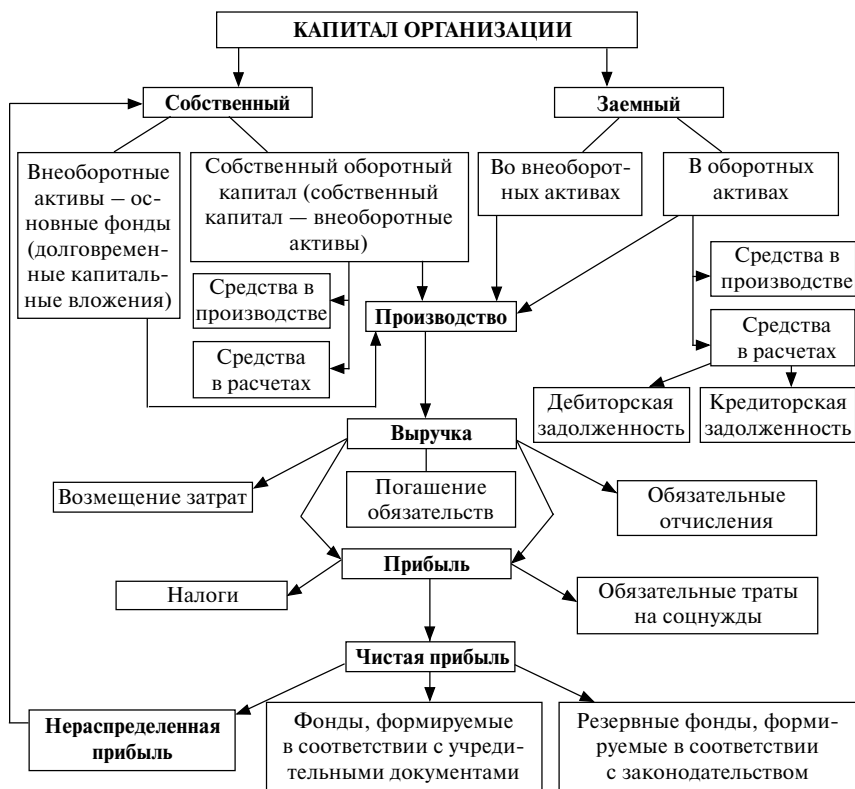 КАПИТАЛ ОРГАНИЗАЦИИ
Собственный
Заемный
Внеоборотные
активы – ос-
новные фонды
(долговремен-
ные капиталь-
ные вложения)
Собственный оборотный
капитал (собственный
капитал — внеоборотные
активы)
Во внеоборот-
ных активах
В оборотных
активах
Средства в
производстве
Средства
в расчетах
Производство
Средства в
производстве
Средства
в расчетах
Дебиторская
задолженность
Кредиторская
задолженность
Выручка
Возмещение затрат
Погашение
обязательств
Обязательные
отчисления
Прибыль
Налоги
Обязательные траты
на соцнужды
Чистая прибыль
Нераспределенная
прибыль
Фонды, формируемые
в соответствии с учреди-
тельными документами
Резервные фонды, форми-
руемые в соответствии
с законодательством